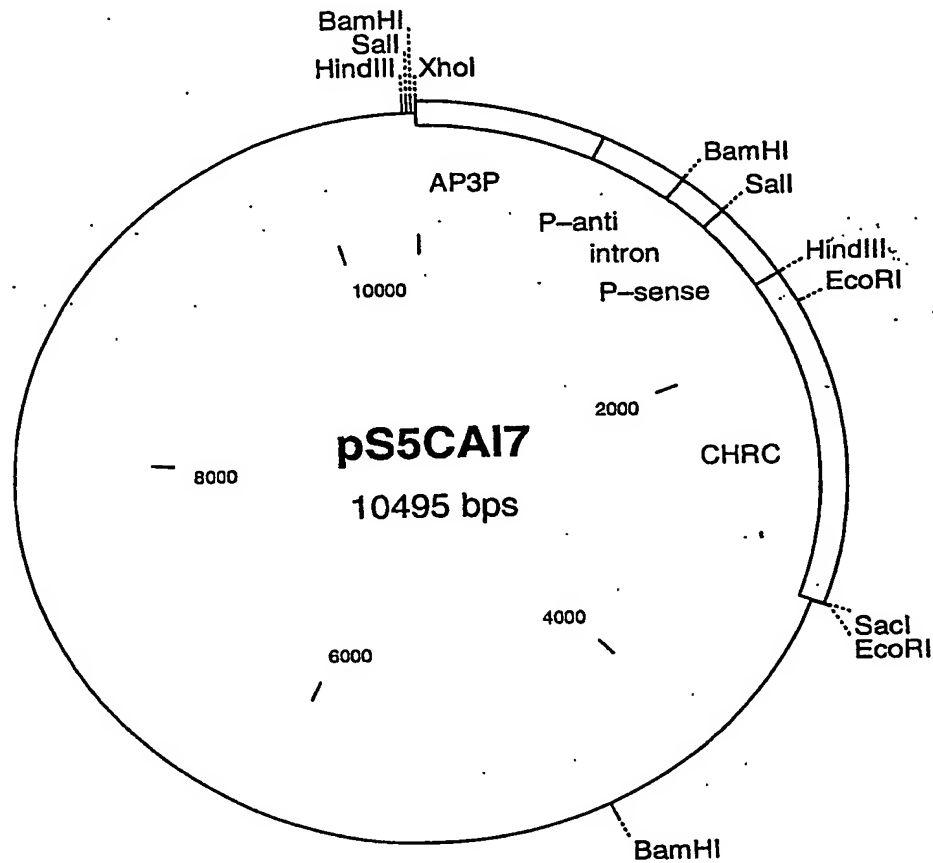 BamHI
SalI
HindIII
XhoI
AP3P
BamHI
SalI
P–anti
intron
HindIII
EcoRI
P–sense
10000
2000
pS5CAI7
10495 bps
CHRC
8000
4000
6000
SacI
EcoRI
BamHI